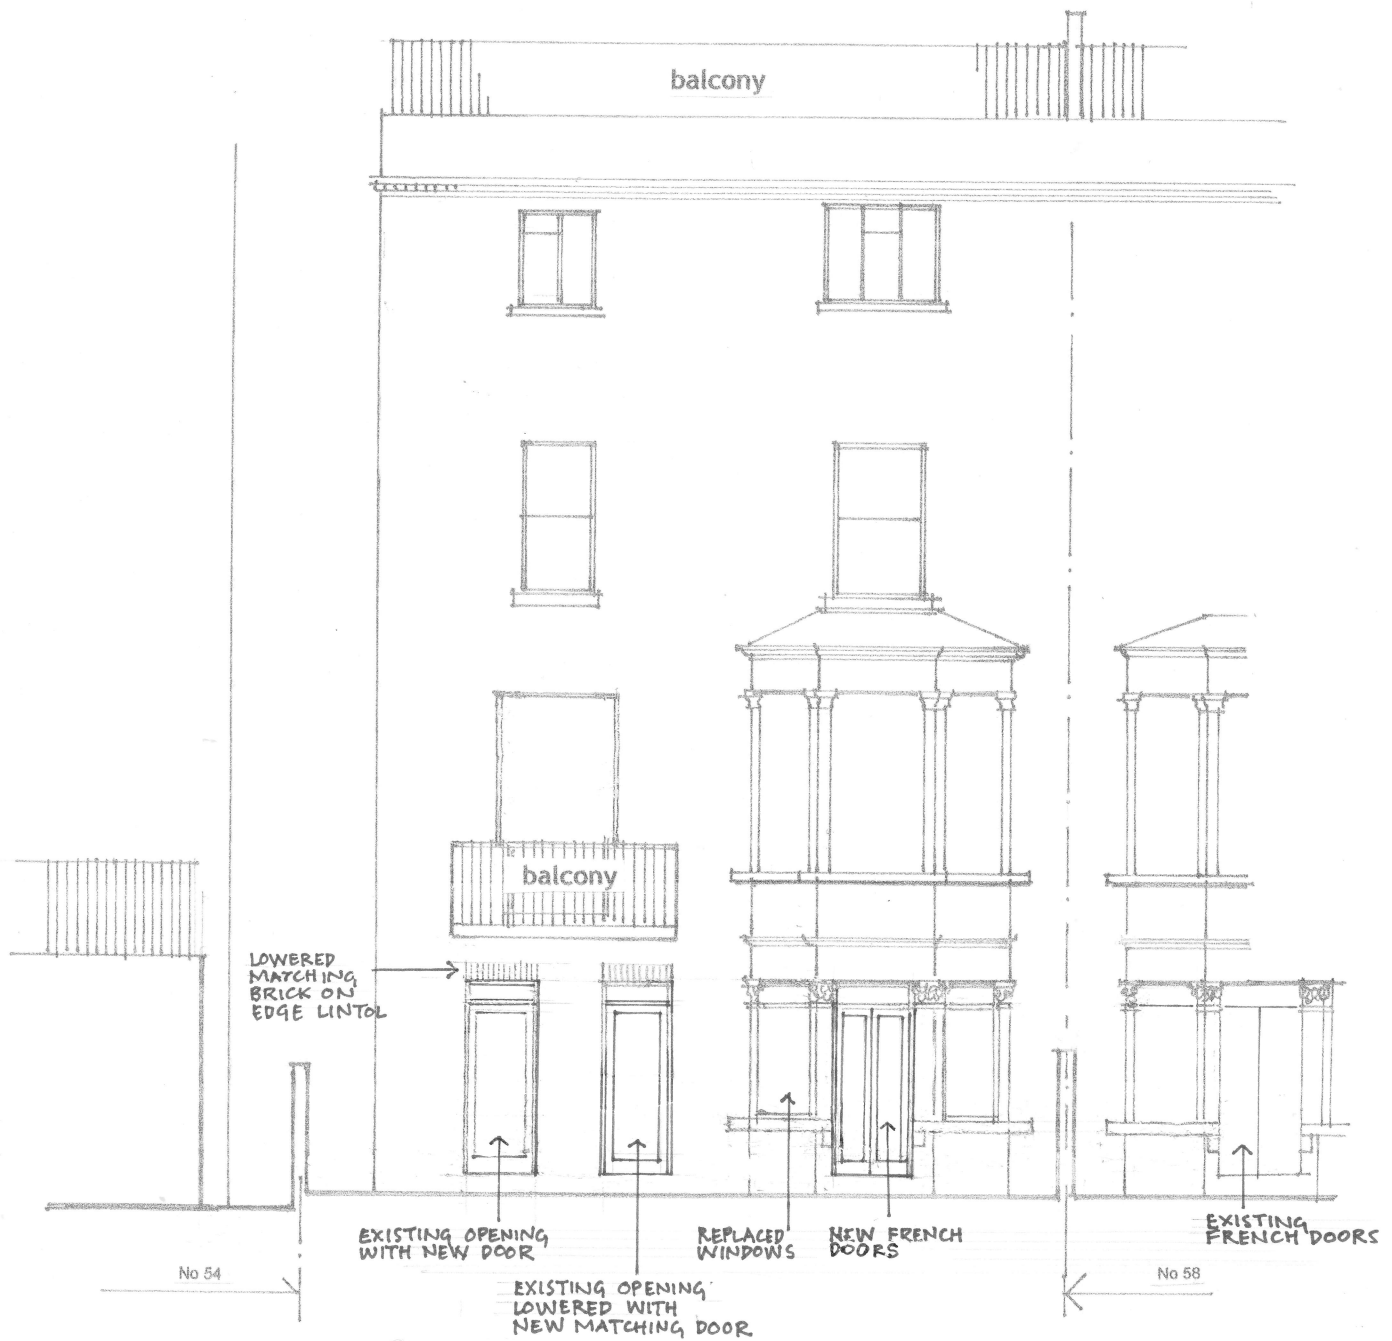 balcony
balcony
LOWERED
MATCHING
BRICK ON
EDGE LINTOL
EXISTING OPENING
WITH NEW DOOR
REPLACED
WINDOWS
NEW FRENCH
DOORS
EXISTING
FRENCH DOORS
No 54
EXISTING OPENING
LOWERED WITH
NEW MATCHING DOOR
No 58